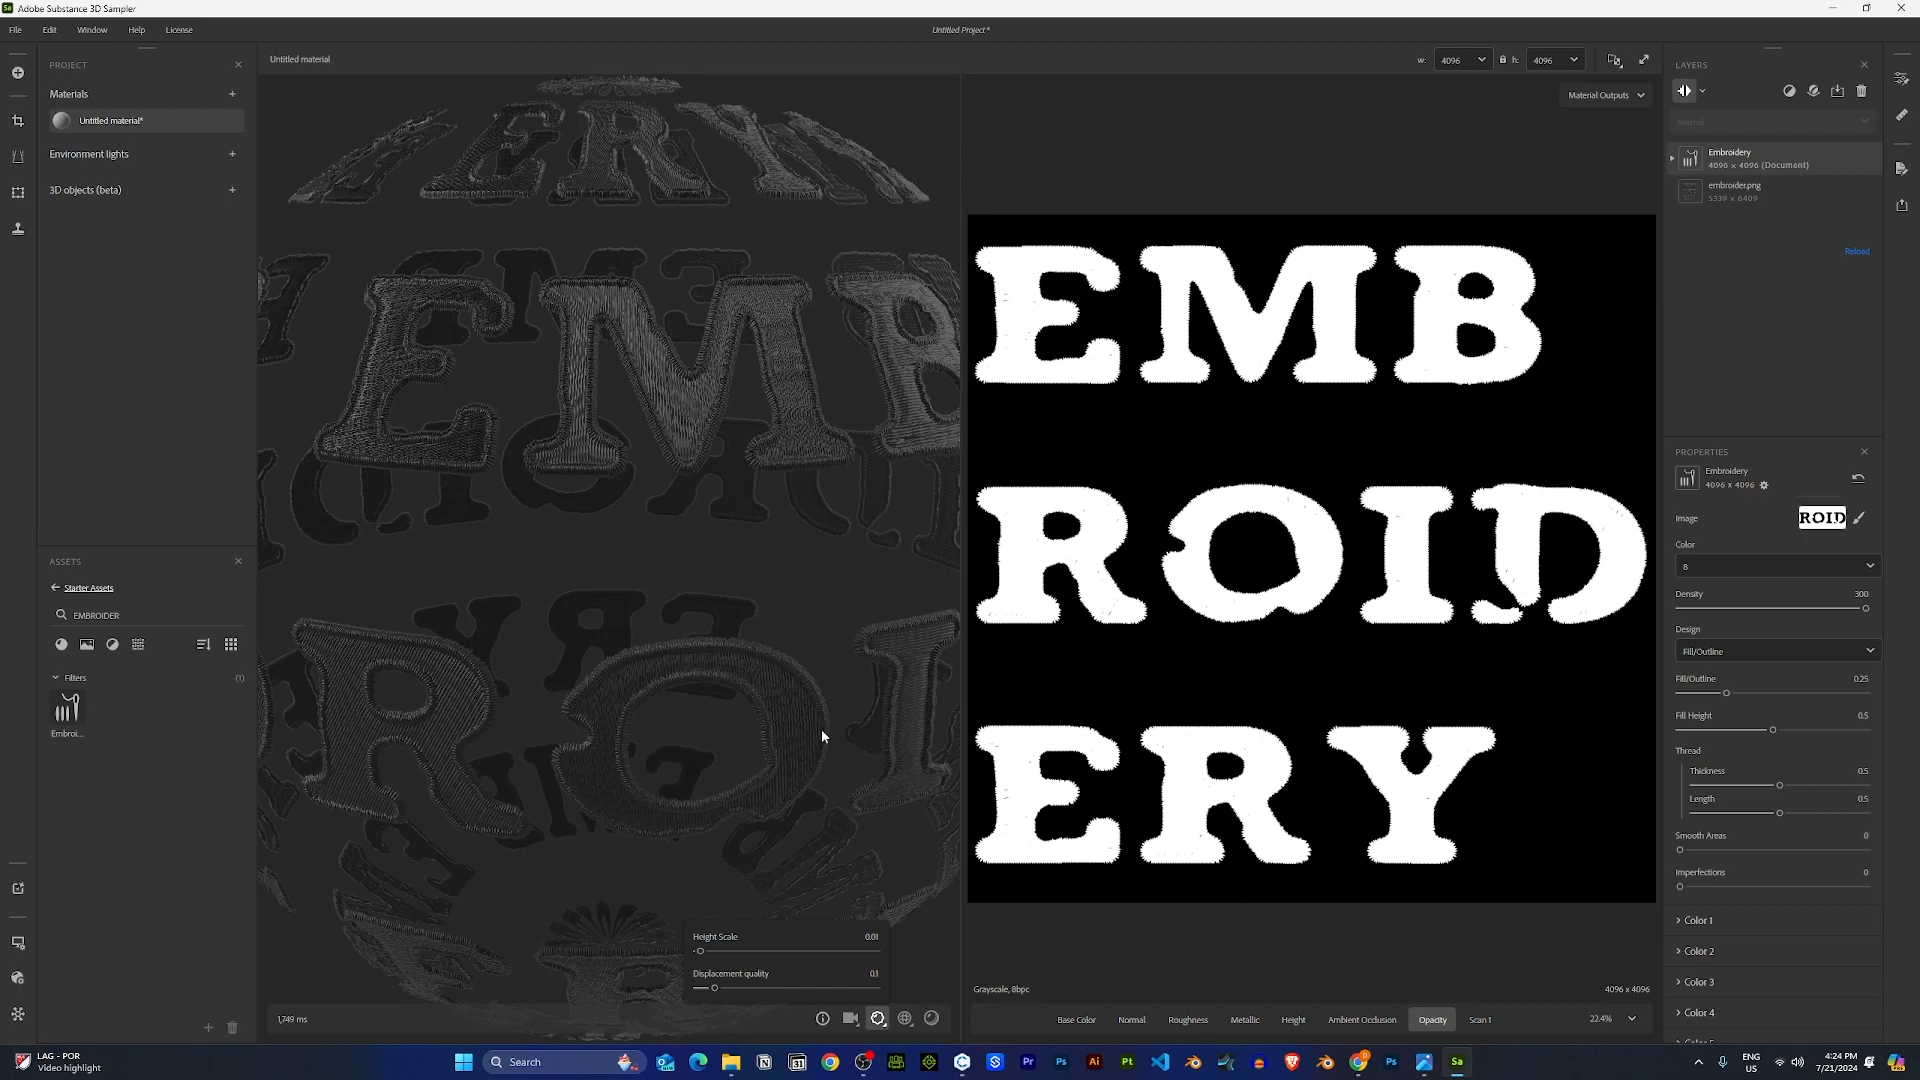 Adobe Substance 3D Sampler
File Edit Window Help License
Untitled Project*
PROJECT
Materials
Untitled material*
Environment lights
3D objects (beta)
ASSETS
Starter Assets
EMBROIDER
Filters (1)
Embroi...
Untitled material
w: 4096 h: 4096
Material Outputs
EMB
ROID
ERY
EMB
ROI
ERY
Height Scale 0.01
Displacement quality 0.1
1,749 ms
Grayscale, 8bpc 4096 x 4096
Base Color Normal Roughness Metallic Height Ambient Occlusion Opacity Scan 1 22.4%
LAYERS
Normal
Embroidery
4096 x 4096 (Document)
embroider.png
5339 x 6409
Reload
PROPERTIES
Embroidery
4096 x 4096
Image ROID
Color
8
Density 300
Design
Fill/Outline
Fill/Outline 0.25
Fill Height 0.5
Thread
Thickness 0.5
Length 0.5
Smooth Areas 0
Imperfections 0
Color 1
Color 2
Color 3
Color 4
LAG - POR
Video highlight
Search
ENG
US
4:24 PM
7/21/2024